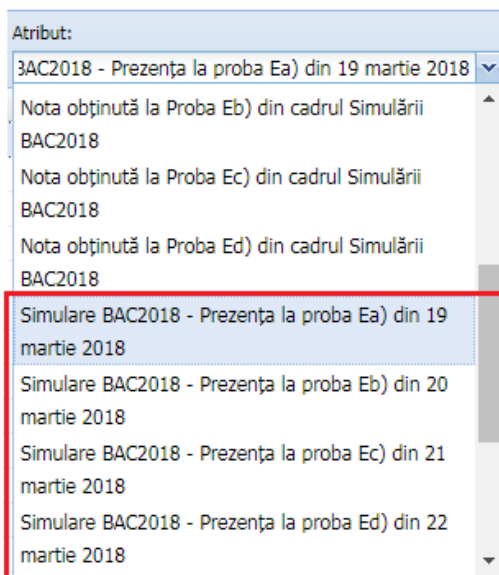 Atribut:
BAC2018 - Prezența la proba Ea) din 19 martie 2018
Nota obținută la Proba Eb) din cadrul Simulării
BAC2018
Nota obținută la Proba Ec) din cadrul Simulării
BAC2018
Nota obținută la Proba Ed) din cadrul Simulării
BAC2018
Simulare BAC2018 - Prezența la proba Ea) din 19
martie 2018
Simulare BAC2018 - Prezența la proba Eb) din 20
martie 2018
Simulare BAC2018 - Prezența la proba Ec) din 21
martie 2018
Simulare BAC2018 - Prezența la proba Ed) din 22
martie 2018